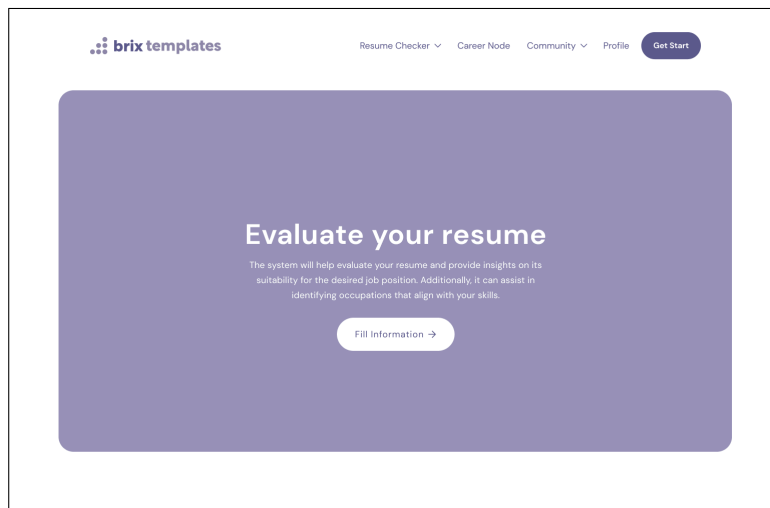 brix templates
Resume Checker
Career Node
Community
Profile
Get Start
Evaluate your resume
The system will help evaluate your resume and provide insights on its
suitability for the desired job position. Additionally, it can assist in
identifying occupations that align with your skills.
Fill Information →